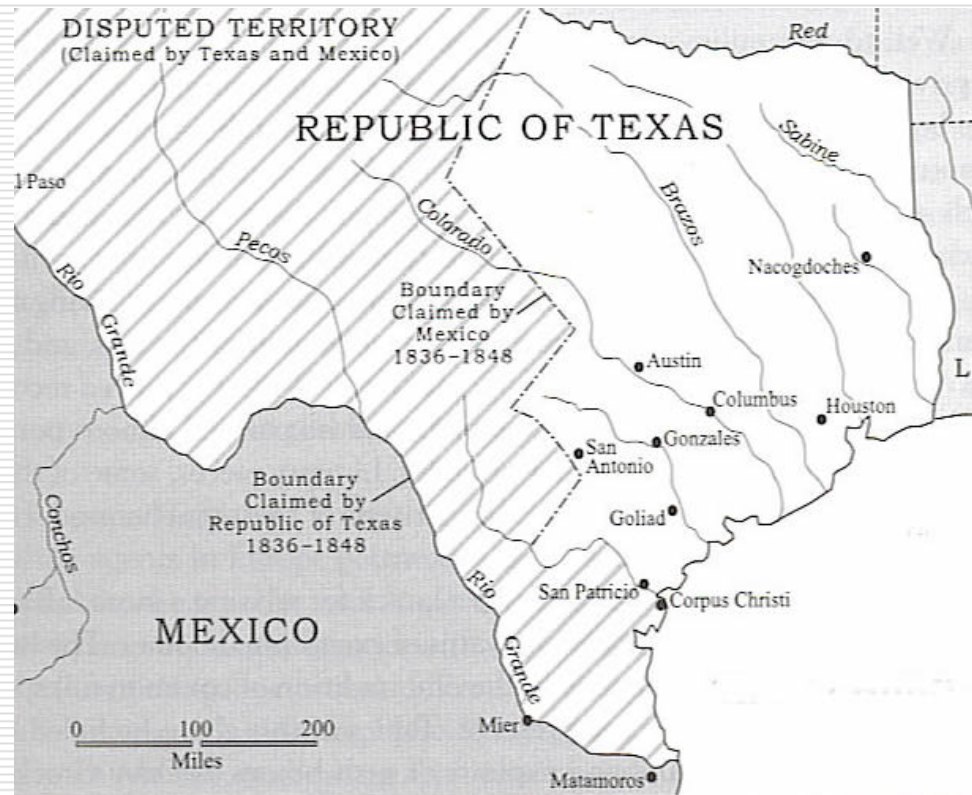 DISPUTED TERRITORY
(Claimed by Texas and Mexico)
Red
REPUBLIC OF TEXAS
Sabine
l Paso
Brazos
Colorado
Pecos
Nacogdoches
Rio
Grande
Boundary
Claimed by
Mexico
1836–1848
Austin
L
Columbus
Houston
Gonzales
San
Antonio
Boundary
Claimed by
Republic of Texas
1836–1848
Goliad
Conchos
Rio
Grande
San Patricio
Corpus Christi
MEXICO
0 100 200
Miles
Mier
Matamoros